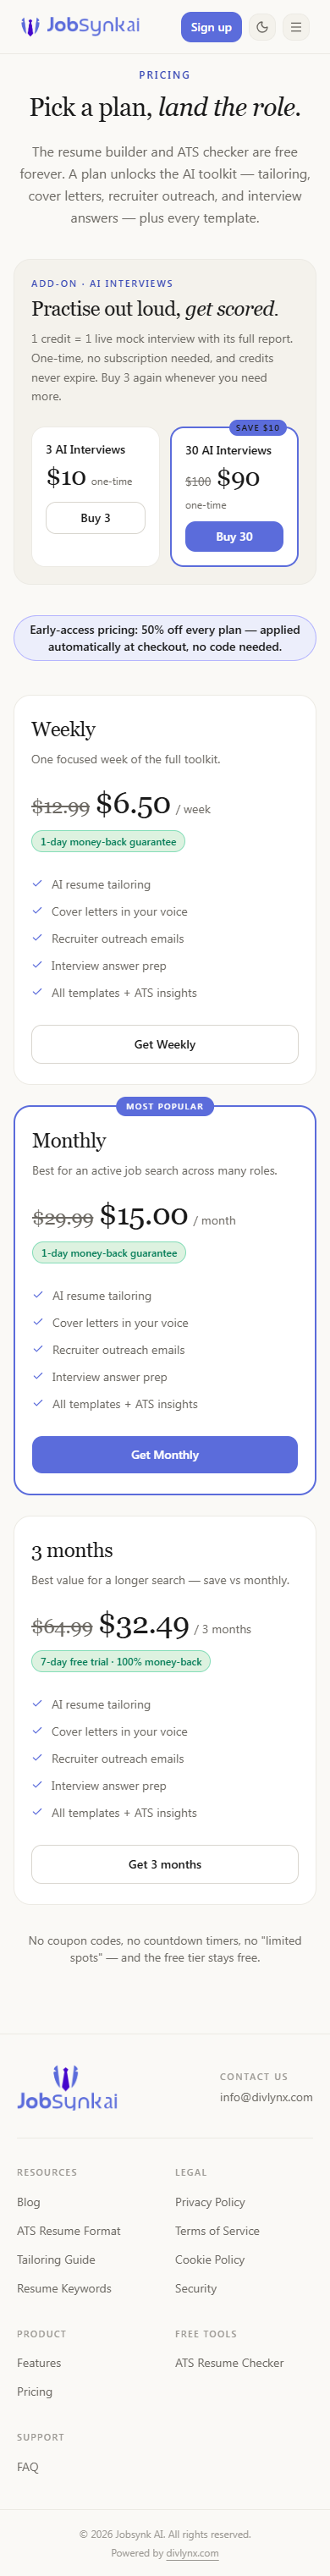 JobSynkai
Sign up
PRICING
Pick a plan, land the role.
The resume builder and ATS checker are free
forever. A plan unlocks the AI toolkit — tailoring,
cover letters, recruiter outreach, and interview
answers — plus every template.
ADD-ON · AI INTERVIEWS
Practise out loud, get scored.
1 credit = 1 live mock interview with its full report.
One-time, no subscription needed, and credits
never expire. Buy 3 again whenever you need
more.
3 AI Interviews
$10 one-time
Buy 3
SAVE $10
30 AI Interviews
$100 $90
one-time
Buy 30
Early-access pricing: 50% off every plan — applied
automatically at checkout, no code needed.
Weekly
One focused week of the full toolkit.
$12.99 $6.50 / week
1-day money-back guarantee
AI resume tailoring
Cover letters in your voice
Recruiter outreach emails
Interview answer prep
All templates + ATS insights
Get Weekly
MOST POPULAR
Monthly
Best for an active job search across many roles.
$29.99 $15.00 / month
1-day money-back guarantee
AI resume tailoring
Cover letters in your voice
Recruiter outreach emails
Interview answer prep
All templates + ATS insights
Get Monthly
3 months
Best value for a longer search — save vs monthly.
$64.99 $32.49 / 3 months
7-day free trial · 100% money-back
AI resume tailoring
Cover letters in your voice
Recruiter outreach emails
Interview answer prep
All templates + ATS insights
Get 3 months
No coupon codes, no countdown timers, no "limited
spots" — and the free tier stays free.
JobSynkai
CONTACT US
info@divlynx.com
RESOURCES
Blog
ATS Resume Format
Tailoring Guide
Resume Keywords
LEGAL
Privacy Policy
Terms of Service
Cookie Policy
Security
PRODUCT
Features
Pricing
FREE TOOLS
ATS Resume Checker
SUPPORT
FAQ
© 2026 Jobsynk AI. All rights reserved.
Powered by divlynx.com